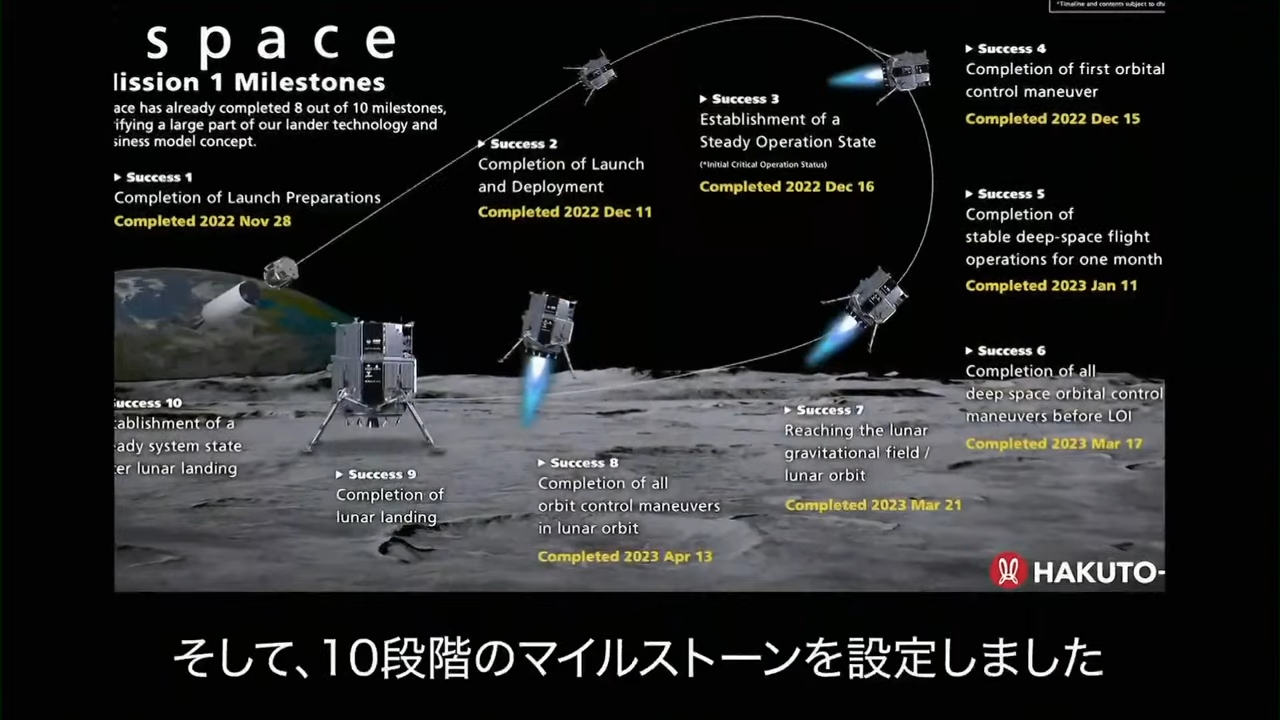 *Timeline and contents subject to
space
Mission 1 Milestones
ace has already completed 8 out of 10 milestones,
rifying a large part of our lander technology and
siness model concept.
▶ Success 1
Completion of Launch Preparations
Completed 2022 Nov 28
▶ Success 2
Completion of Launch
and Deployment
Completed 2022 Dec 11
▶ Success 3
Establishment of a
Steady Operation State
(*Initial Critical Operation Status)
Completed 2022 Dec 16
▶ Success 4
Completion of first orbital
control maneuver
Completed 2022 Dec 15
▶ Success 5
Completion of
stable deep-space flight
operations for one month
Completed 2023 Jan 11
▶ Success 6
Completion of all
deep space orbital control
maneuvers before LOI
Completed 2023 Mar 17
▶ Success 7
Reaching the lunar
gravitational field /
lunar orbit
Completed 2023 Mar 21
▶ Success 8
Completion of all
orbit control maneuvers
in lunar orbit
Completed 2023 Apr 13
▶ Success 9
Completion of
lunar landing
Success 10
tablishment of a
eady system state
ter lunar landing
HAKUTO-
そして、10段階のマイルストーンを設定しました